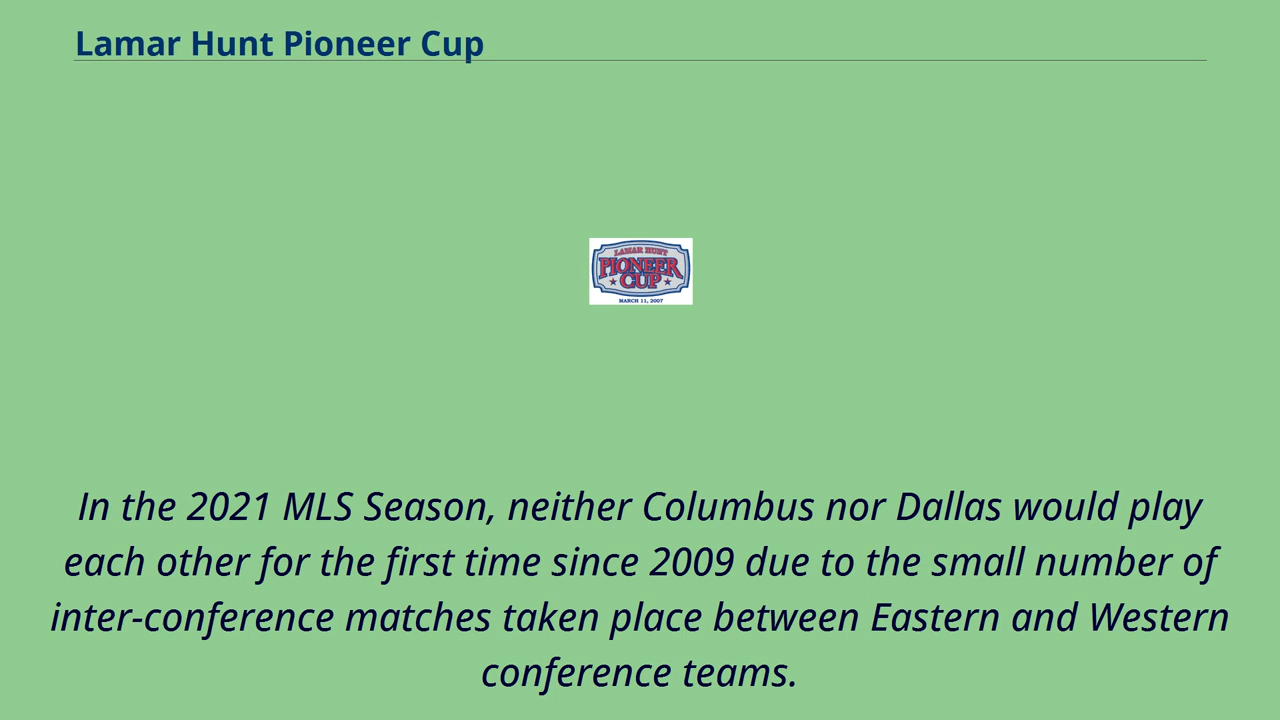 Lamar Hunt Pioneer Cup
LAMAR HUNT
PIONEER
CUP
MARCH 11, 2007
In the 2021 MLS Season, neither Columbus nor Dallas would play
each other for the first time since 2009 due to the small number of
inter-conference matches taken place between Eastern and Western
conference teams.